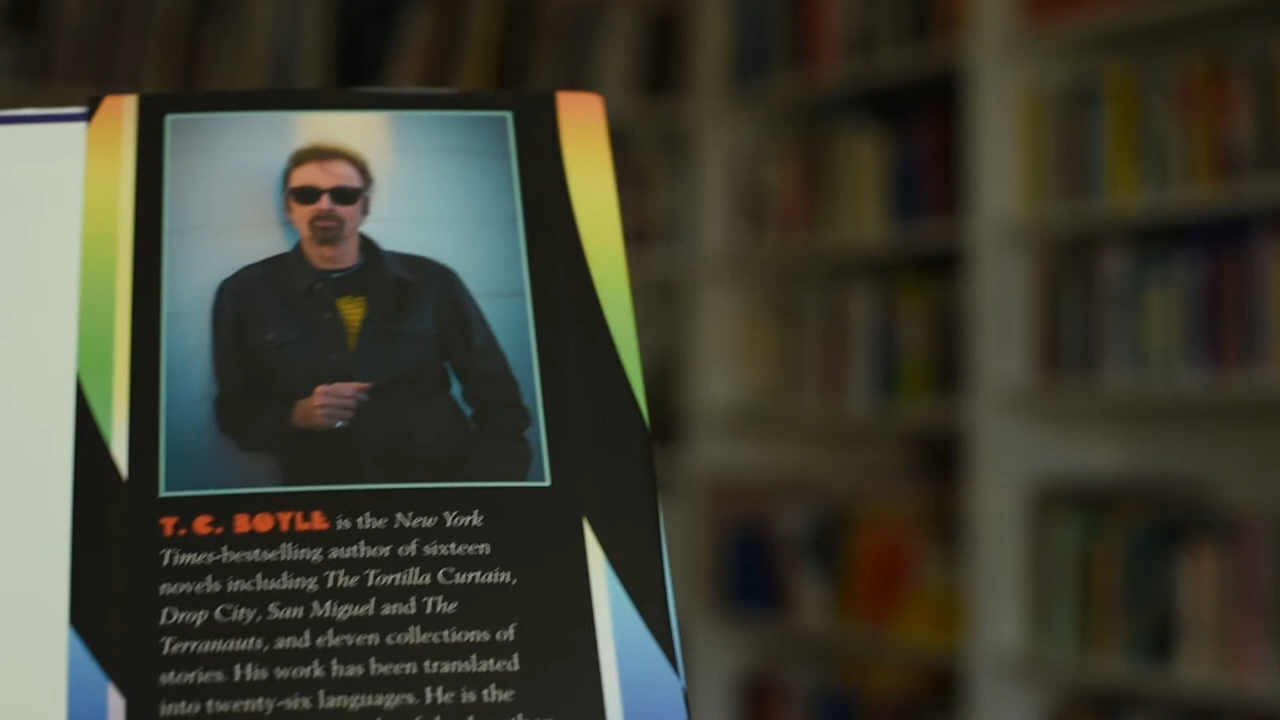 T. C. BOYLE is the New York
Times-bestselling author of sixteen
novels including The Tortilla Curtain,
Drop City, San Miguel and The
Terranauts, and eleven collections of
stories. His work has been translated
into twenty-six languages. He is the